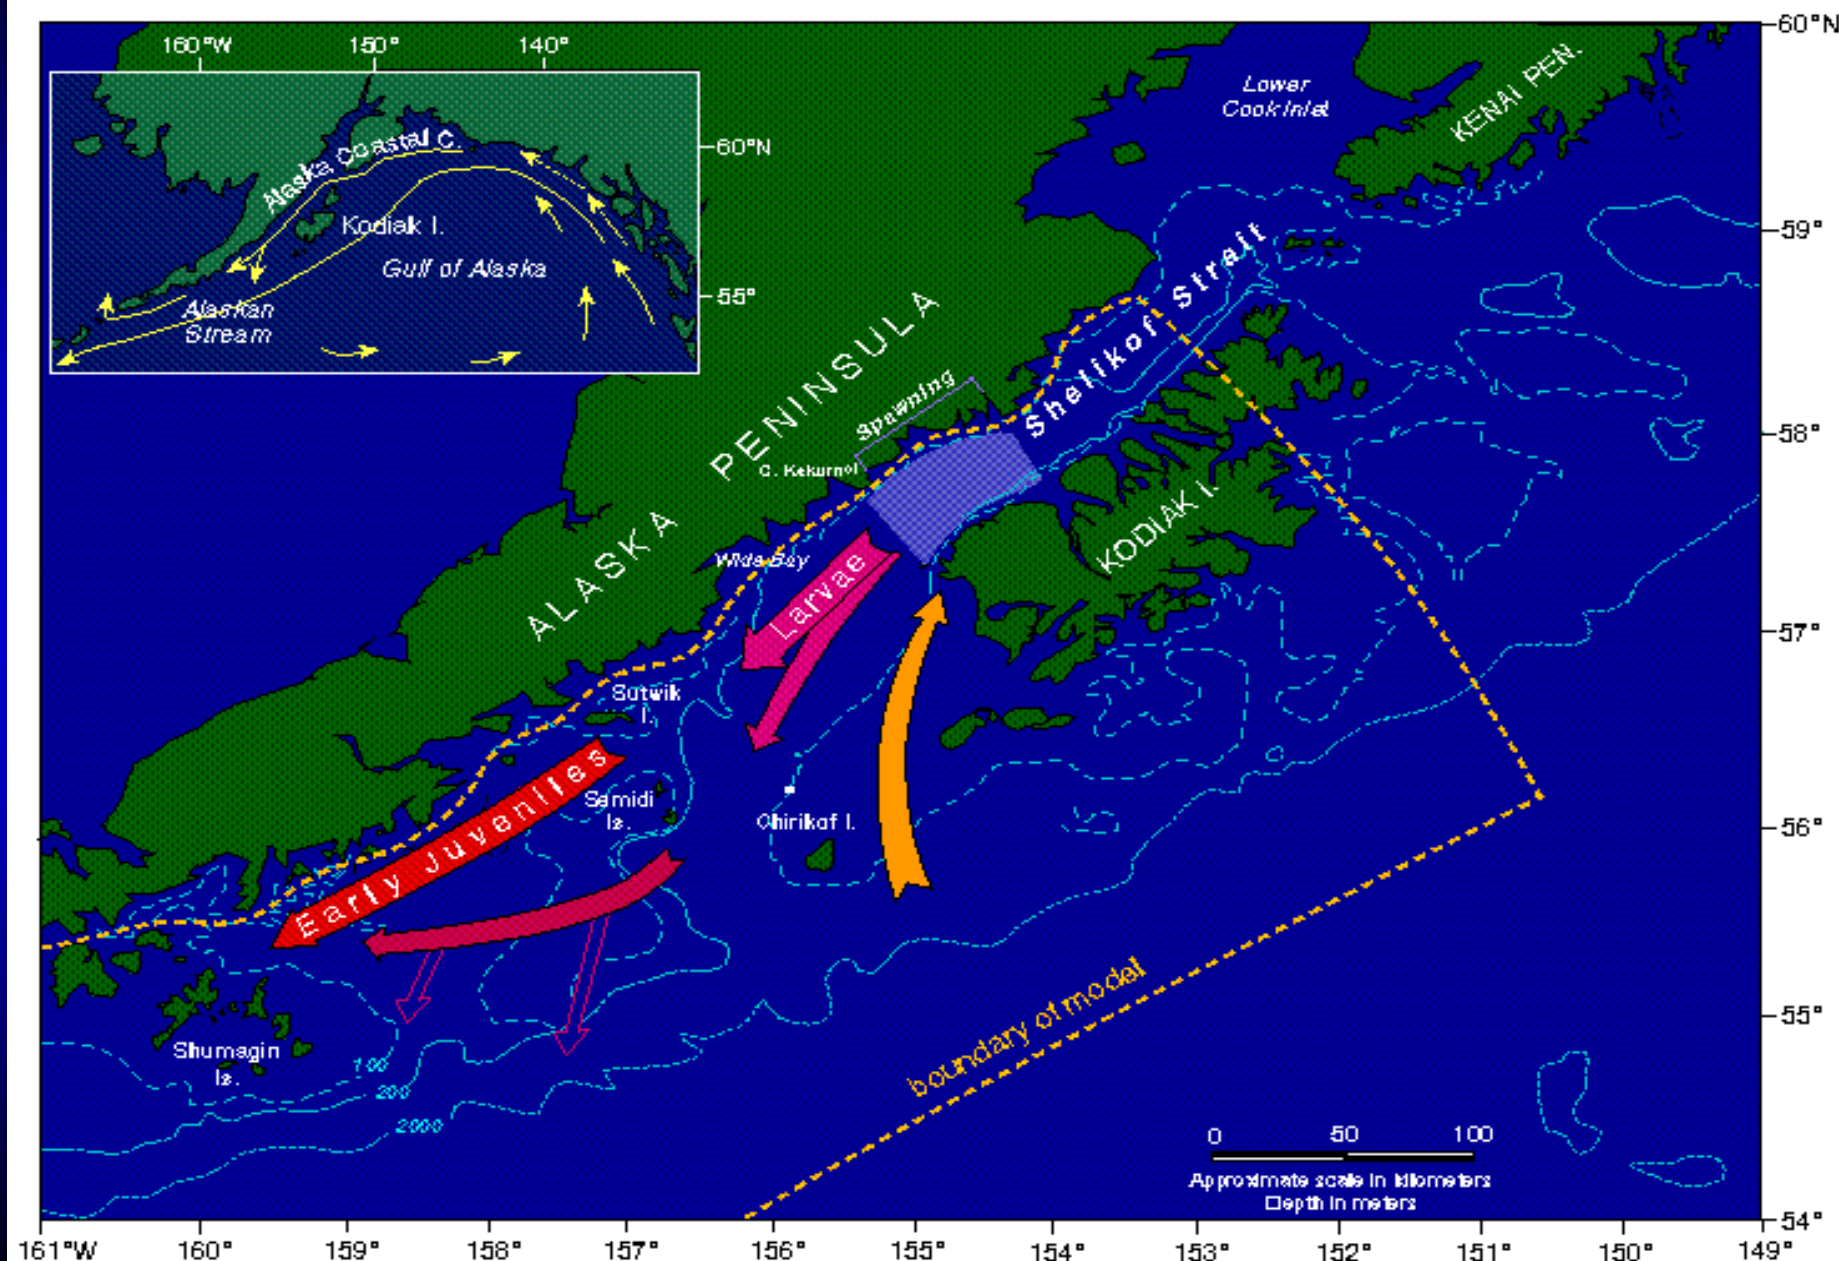 160°W 150° 140°
60°N
55°
Alaska Coastal C.
Kodiak I.
Gulf of Alaska
Alaskan
Stream
Lower
Cook Inlet
KENAI PEN.
60°N
59°
58°
57°
56°
55°
54°
Shelikof Strait
ALASKA PENINSULA
Spawning
C. Kekurnoi
Wide Bay
KODIAK I.
Larvae
Sutwik
I.
Early Juveniles
Semidi
Is.
Chirikof I.
Shumagin
Is.
100
200
2000
boundary of model
0 50 100
Approximate scale in kilometers
Depth in meters
161°W 160° 159° 158° 157° 156° 155° 154° 153° 152° 151° 150° 149°